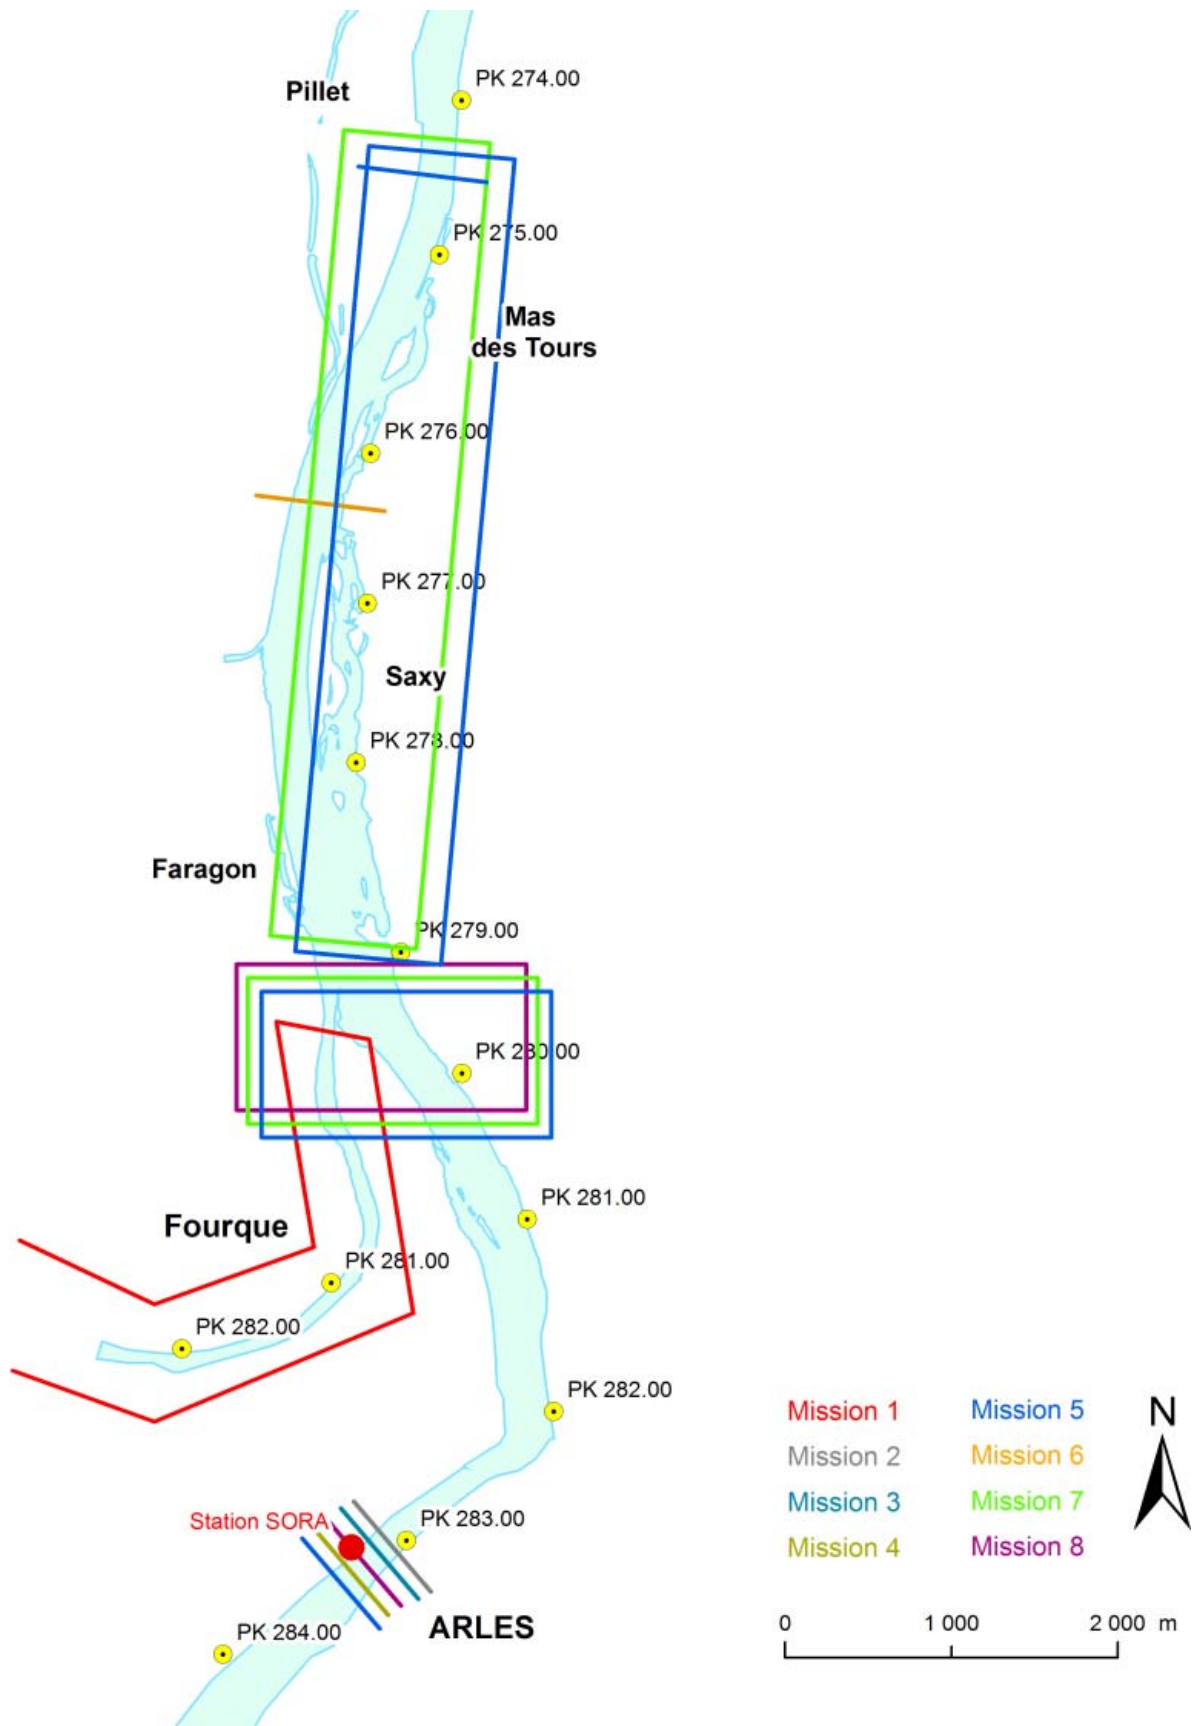 PK 274.00
Pillet
PK 275.00
Mas
des Tours
PK 276.00
PK 277.00
Saxy
PK 278.00
Faragon
PK 279.00
PK 280.00
PK 281.00
Fourque
PK 281.00
PK 282.00
PK 282.00
Mission 1
Mission 5
N
Mission 2
Mission 6
Mission 3
Mission 7
Mission 4
Mission 8
Station SORA
PK 283.00
ARLES
PK 284.00
0 1 000 2 000 m